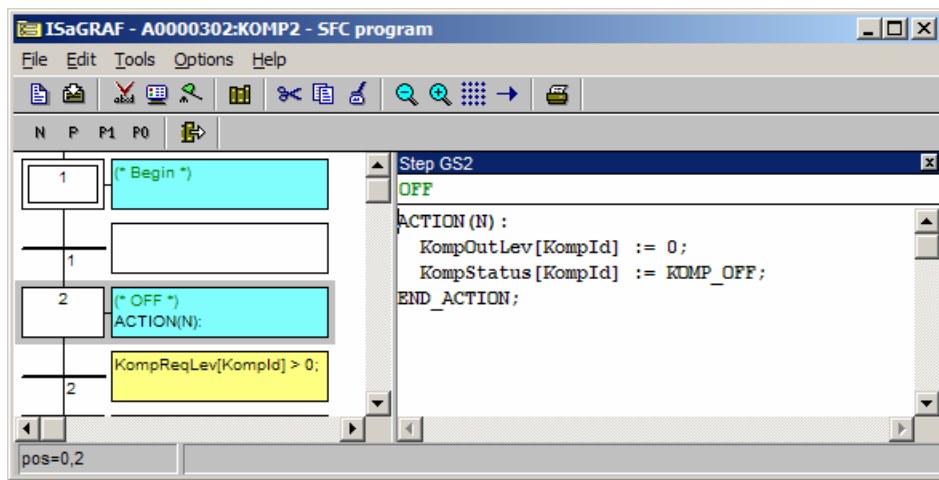 ISaGRAF - A0000302:KOMP2 - SFC program
File Edit Tools Options Help
N P P1 P0
1
(* Begin *)
1
2
(* OFF *)
ACTION(N):
KompReqLev[KompId] > 0;
2
Step GS2
OFF
ACTION(N):
KompOutLev[KompId] := 0;
KompStatus[KompId] := KOMP_OFF;
END_ACTION;
pos=0,2